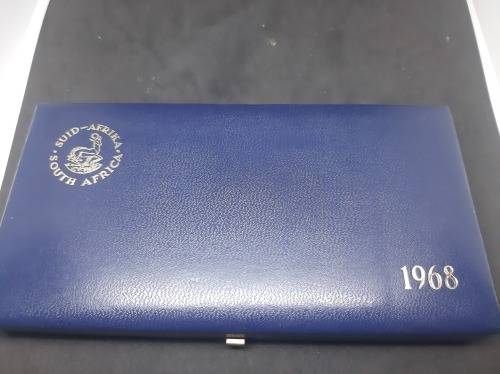 · SUID-AFRIKA ·
SOUTH AFRICA
1968